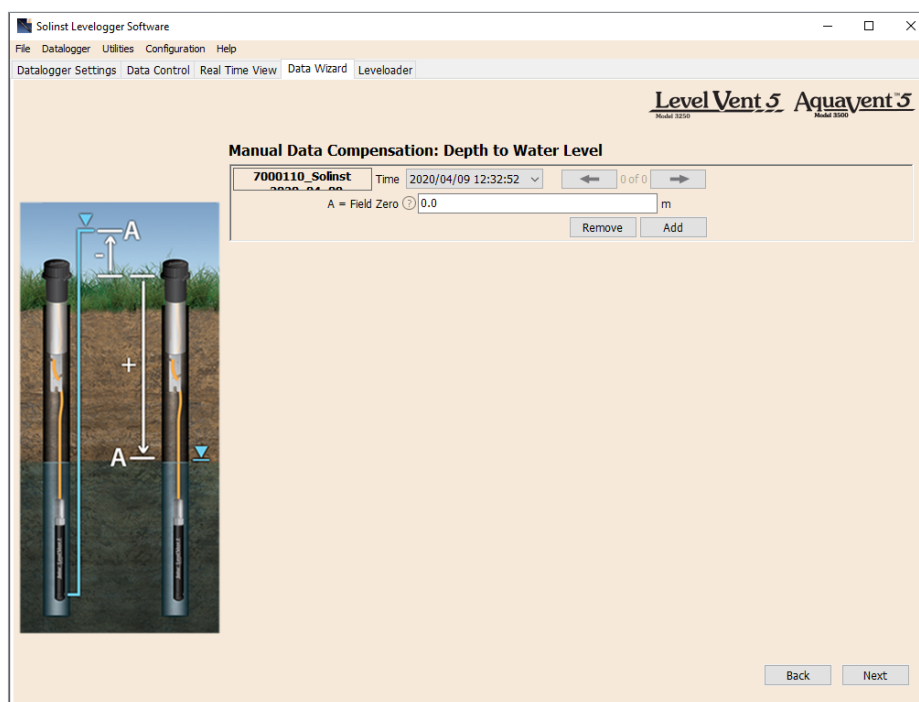 Solinst Levelogger Software
File Datalogger Utilities Configuration Help
Datalogger Settings Data Control Real Time View Data Wizard Leveloader
Level Vent 5 Aquavent™5
Model 3250 Model 3500
Manual Data Compensation: Depth to Water Level
7000110_Solinst Time 2020/04/09 12:32:52 0 of 0
2020_04_09
A = Field Zero ? 0.0 m
Remove Add
A
-
+
A
Back Next